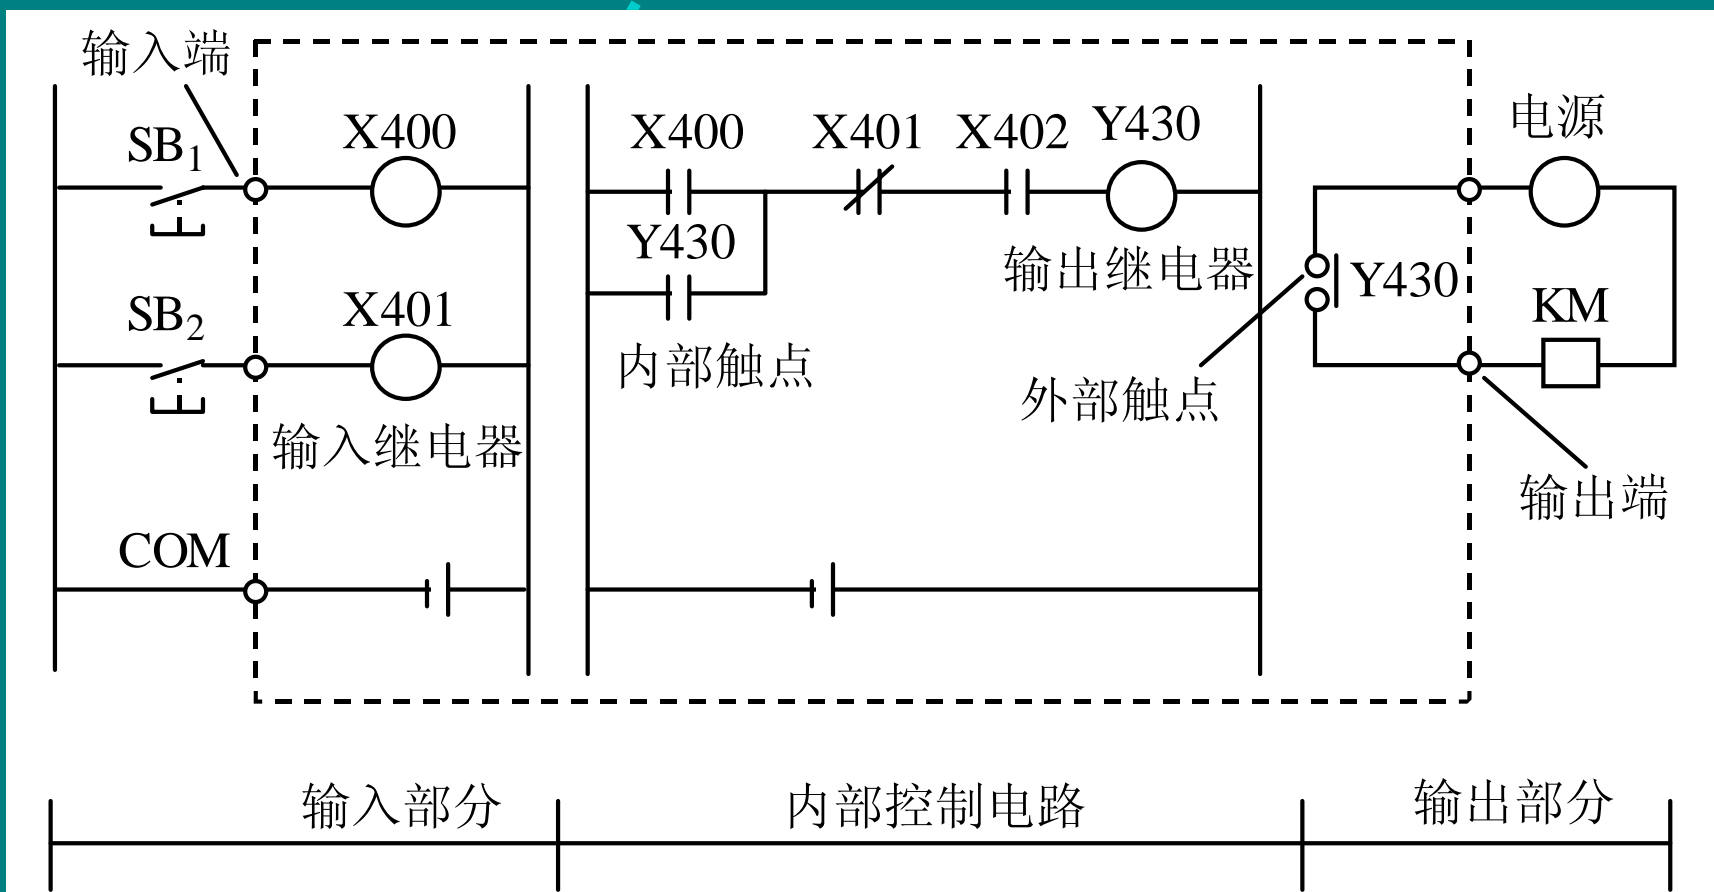 输入端
SB₁
X400
X400
X401
X402
Y430
电源
Y430
输出继电器
Y430
SB₂
X401
KM
内部触点
外部触点
输入继电器
输出端
COM
输入部分
内部控制电路
输出部分